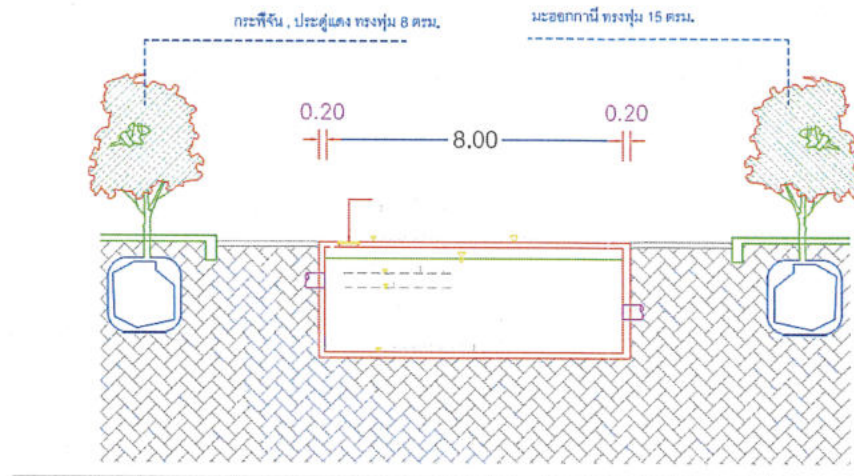 กระพี้จั่น , ประดู่แดง ทรงพุ่ม 8 ตรม.
มะฮอกกานี ทรงพุ่ม 15 ตรม.
0.20
8.00
0.20